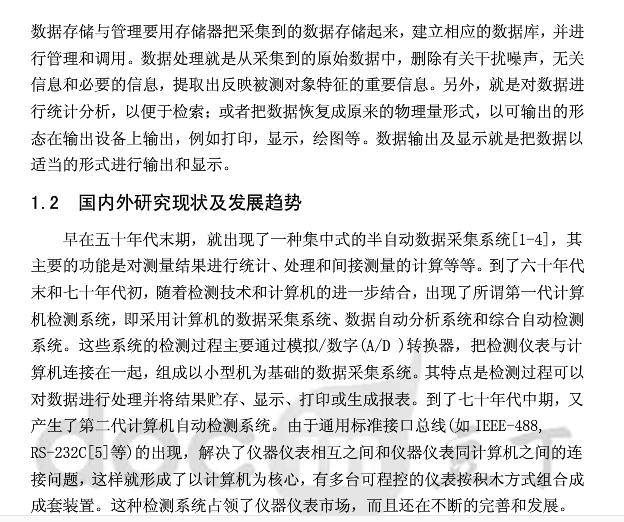 数据存储与管理要用存储器把采集到的数据存储起来，建立相应的数据库，并进
行管理和调用。数据处理就是从采集到的原始数据中，删除有关干扰噪声，无关
信息和必要的信息，提取出反映被测对象特征的重要信息。另外，就是对数据进
行统计分析，以便于检索；或者把数据恢复成原来的物理量形式，以可输出的形
态在输出设备上输出，例如打印，显示，绘图等。数据输出及显示就是把数据以
适当的形式进行输出和显示。
1.2 国内外研究现状及发展趋势
早在五十年代末期，就出现了一种集中式的半自动数据采集系统[1-4]，其
主要的功能是对测量结果进行统计、处理和间接测量的计算等等。到了六十年代
末和七十年代初，随着检测技术和计算机的进一步结合，出现了所谓第一代计算
机检测系统，即采用计算机的数据采集系统、数据自动分析系统和综合自动检测
系统。这些系统的检测过程主要通过模拟/数字(A/D )转换器，把检测仪表与计
算机连接在一起，组成以小型机为基础的数据采集系统。其特点是检测过程可以
对数据进行处理并将结果贮存、显示、打印或生成报表。到了七十年代中期，又
产生了第二代计算机自动检测系统。由于通用标准接口总线(如 IEEE-488,
RS-232C[5]等)的出现，解决了仪器仪表相互之间和仪器仪表同计算机之间的连
接问题，这样就形成了以计算机为核心，有多台可程控的仪表按积木方式组合成
成套装置。这种检测系统占领了仪器仪表市场，而且还在不断的完善和发展。
docin
豆丁